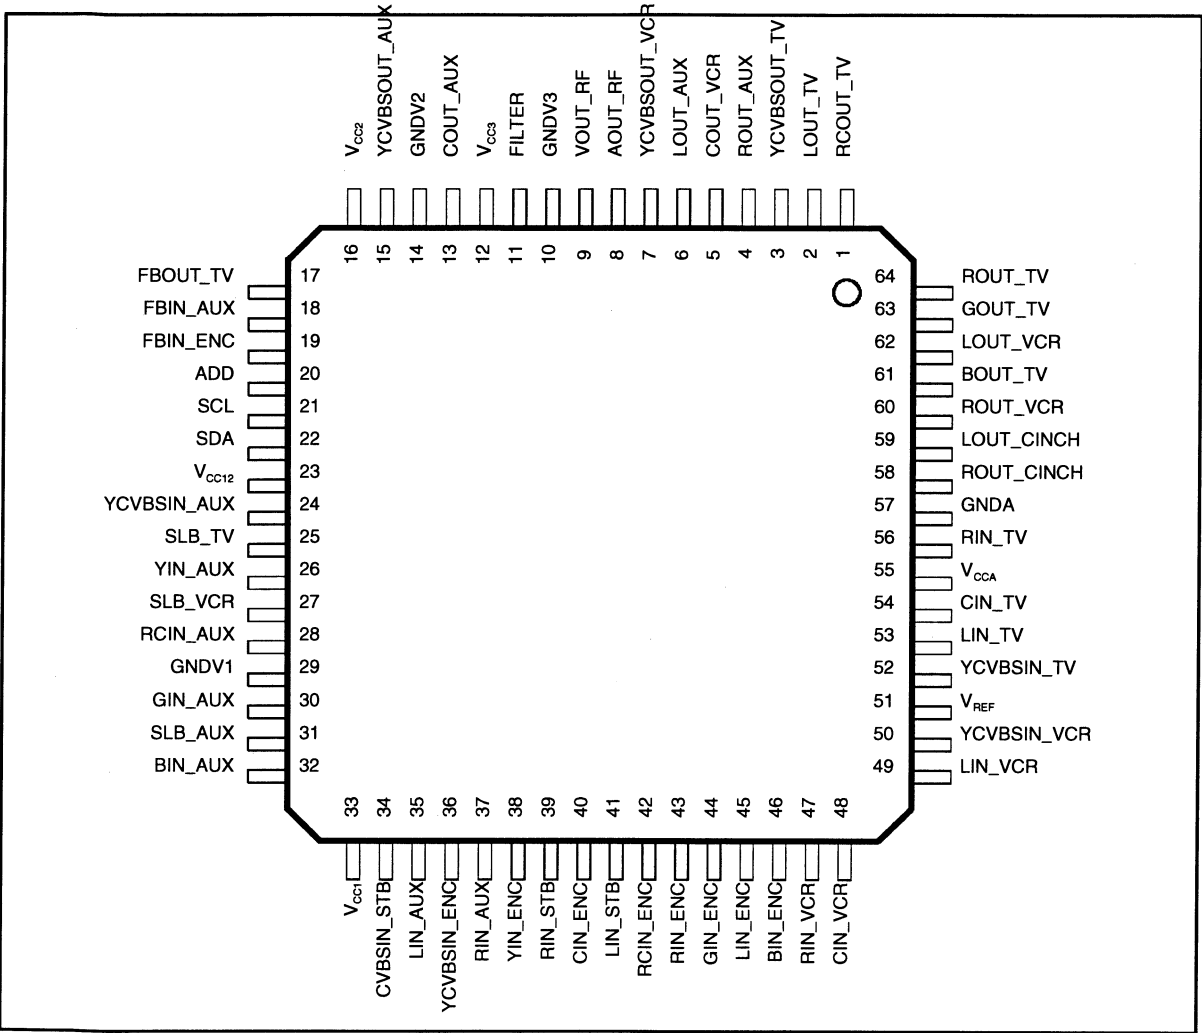 V_CC2
YCVBSOUT_AUX
GNDV2
COUT_AUX
V_CC3
FILTER
GNDV3
VOUT_RF
AOUT_RF
YCVBSOUT_VCR
LOUT_AUX
COUT_VCR
ROUT_AUX
YCVBSOUT_TV
LOUT_TV
RCOUT_TV
16 15 14 13 12 11 10 9 8 7 6 5 4 3 2 1
FBOUT_TV 17
FBIN_AUX 18
FBIN_ENC 19
ADD 20
SCL 21
SDA 22
V_CC12 23
YCVBSIN_AUX 24
SLB_TV 25
YIN_AUX 26
SLB_VCR 27
RCIN_AUX 28
GNDV1 29
GIN_AUX 30
SLB_AUX 31
BIN_AUX 32
64 ROUT_TV
63 GOUT_TV
62 LOUT_VCR
61 BOUT_TV
60 ROUT_VCR
59 LOUT_CINCH
58 ROUT_CINCH
57 GNDA
56 RIN_TV
55 V_CCA
54 CIN_TV
53 LIN_TV
52 YCVBSIN_TV
51 V_REF
50 YCVBSIN_VCR
49 LIN_VCR
33 34 35 36 37 38 39 40 41 42 43 44 45 46 47 48
V_CC1
CVBSIN_STB
LIN_AUX
YCVBSIN_ENC
RIN_AUX
YIN_ENC
RIN_STB
CIN_ENC
LIN_STB
RCIN_ENC
RIN_ENC
GIN_ENC
LIN_ENC
BIN_ENC
RIN_VCR
CIN_VCR